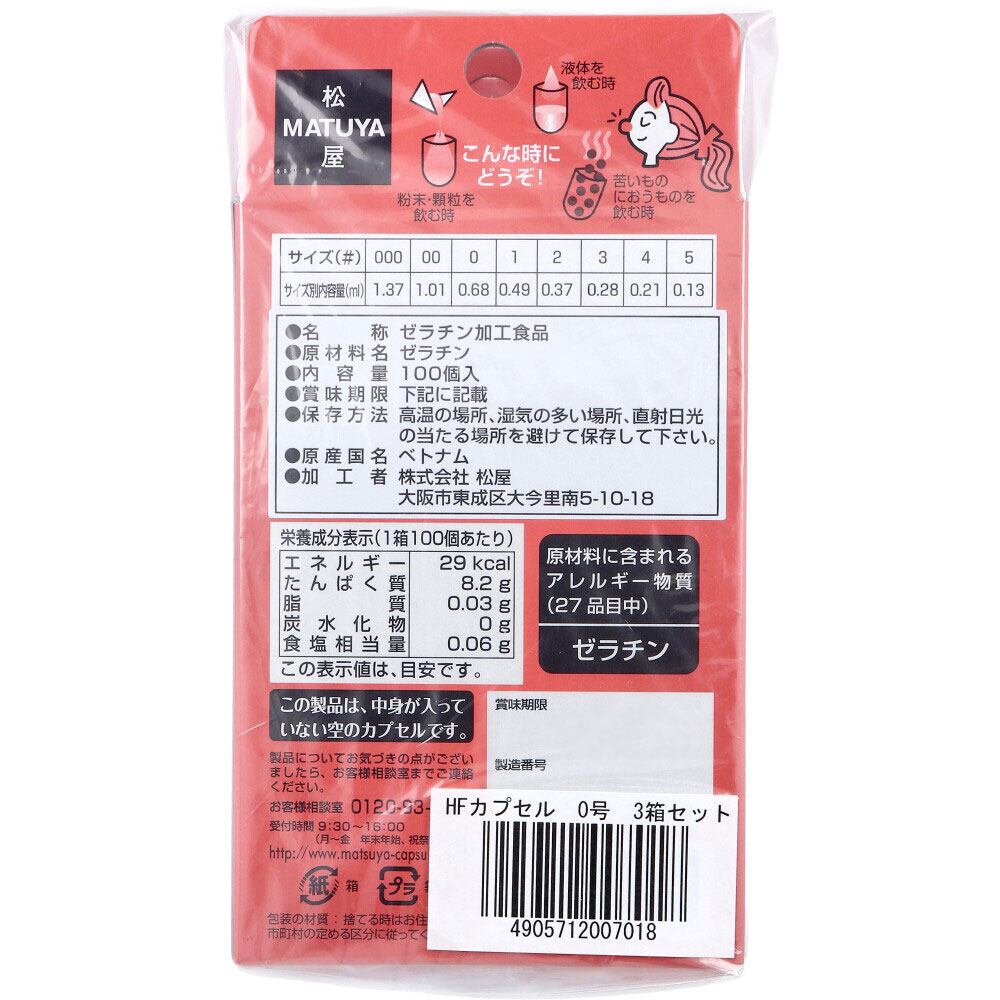 松
MATUYA
屋
液体を
飲む時
こんな時に
どうぞ!
粉末・顆粒を
飲む時
苦いもの
におうものを
飲む時
サイズ(#) 000 00 0 1 2 3 4 5
サイズ別内容量(ml) 1.37 1.01 0.68 0.49 0.37 0.28 0.21 0.13
●名称 ゼラチン加工食品
●原材料名 ゼラチン
●内容量 100個入
●賞味期限 下記に記載
●保存方法 高温の場所、湿気の多い場所、直射日光
の当たる場所を避けて保存して下さい。
●原産国名 ベトナム
●加工者 株式会社 松屋
大阪市東成区大今里南5-10-18
栄養成分表示(1箱100個あたり)
エネルギー 29 kcal
たんぱく質 8.2 g
脂質 0.03 g
炭水化物 0 g
食塩相当量 0.06 g
この表示値は、目安です。
原材料に含まれる
アレルギー物質
(27品目中)
ゼラチン
この製品は、中身が入って
いない空のカプセルです。
賞味期限
製造番号
製品についてお気づきの点がござい
ましたら、お客様相談室までご連絡
ください。
お客様相談室 0120-93-
受付時間 9:30~16:00
(月~金 年末年始、祝祭
http://www.matsuya-capsu
紙 箱
プラ
包装の材質:捨てる時はお住
市町村の定める区分に従ってく
HFカプセル 0号 3箱セット
4905712007018